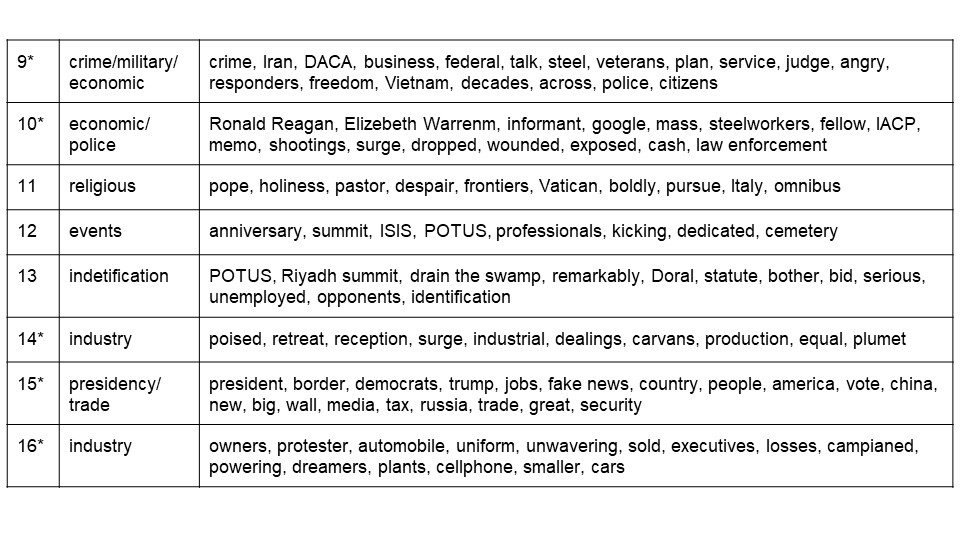 9* crime/military/ crime, Iran, DACA, business, federal, talk, steel, veterans, plan, service, judge, angry,
economic responders, freedom, Vietnam, decades, across, police, citizens
10* economic/ Ronald Reagan, Elizebeth Warrenm, informant, google, mass, steelworkers, fellow, IACP,
police memo, shootings, surge, dropped, wounded, exposed, cash, law enforcement
11 religious pope, holiness, pastor, despair, frontiers, Vatican, boldly, pursue, Italy, omnibus
12 events anniversary, summit, ISIS, POTUS, professionals, kicking, dedicated, cemetery
13 indetification POTUS, Riyadh summit, drain the swamp, remarkably, Doral, statute, bother, bid, serious,
unemployed, opponents, identification
14* industry poised, retreat, reception, surge, industrial, dealings, carvans, production, equal, plumet
15* presidency/ president, border, democrats, trump, jobs, fake news, country, people, america, vote, china,
trade new, big, wall, media, tax, russia, trade, great, security
16* industry owners, protester, automobile, uniform, unwavering, sold, executives, losses, campianed,
powering, dreamers, plants, cellphone, smaller, cars